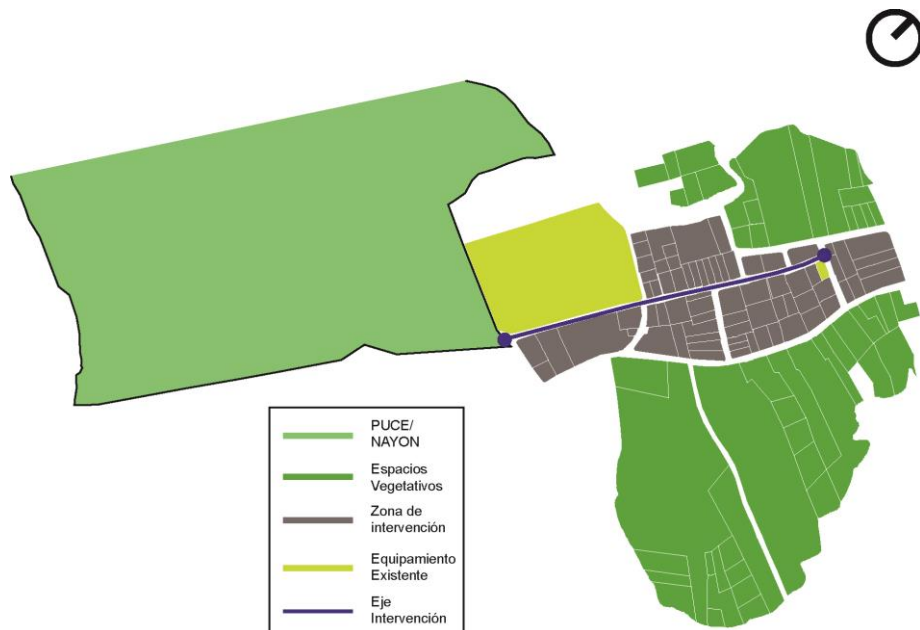 PUCE/
NAYON
Espacios
Vegetativos
Zona de
intervención
Equipamiento
Existente
Eje
Intervención